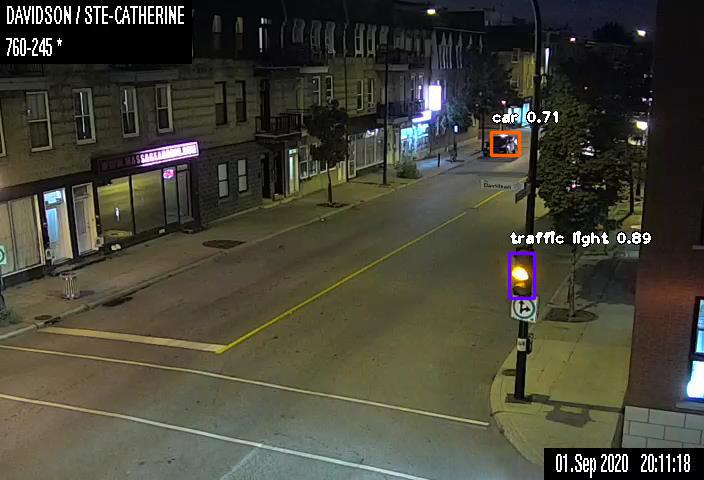 DAVIDSON / STE-CATHERINE
760-245 *
car 0.71
Davidson
traffic light 0.89
01.Sep 2020 20:11:18